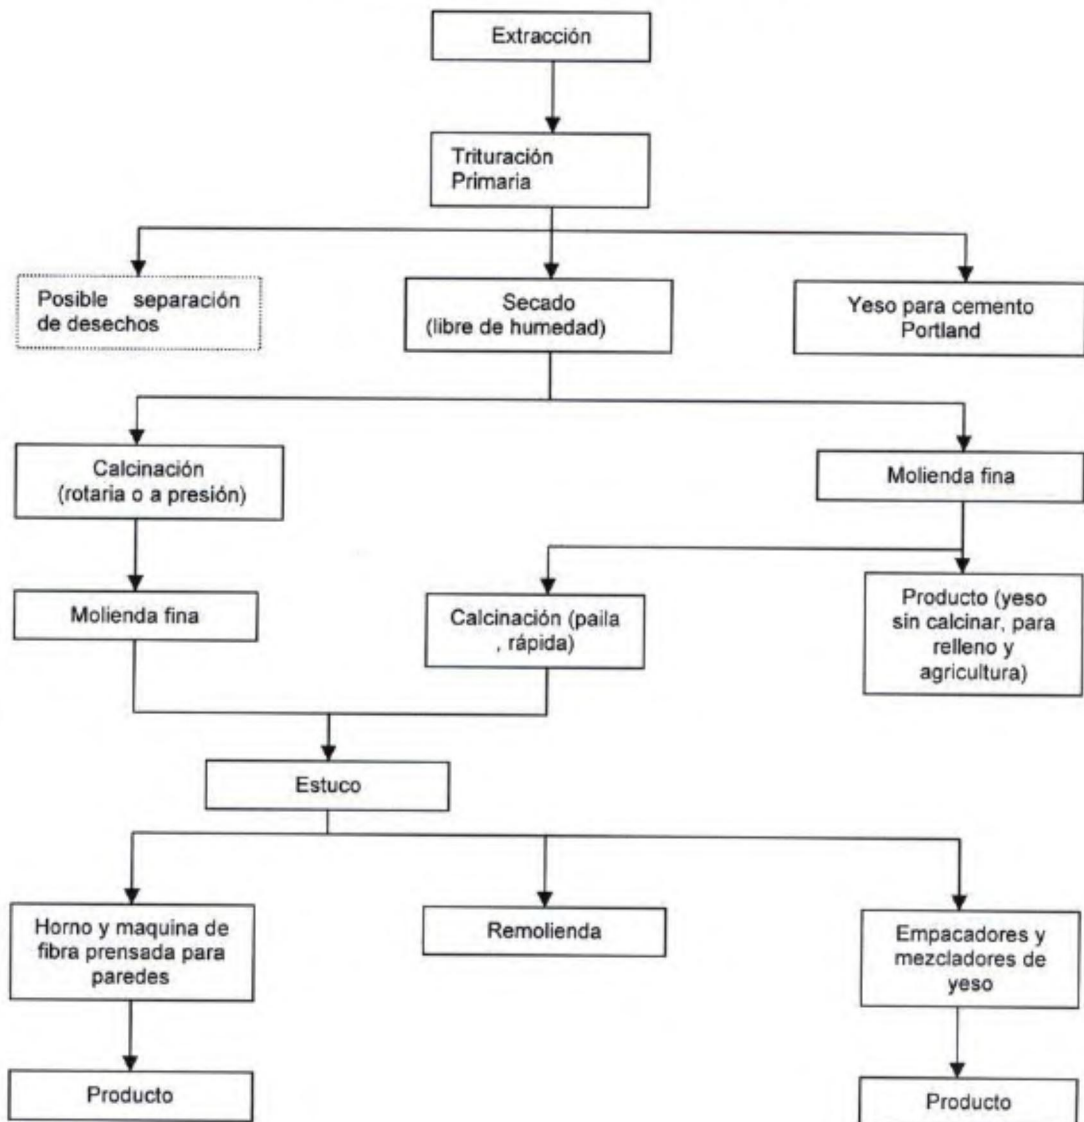 Extracción
Trituración
Primaria
Posible separación
de desechos
Secado
(libre de humedad)
Yeso para cemento
Portland
Calcinación
(rotaria o a presión)
Molienda fina
Molienda fina
Calcinación (paila
, rápida)
Producto (yeso
sin calcinar, para
relleno y
agricultura)
Estuco
Horno y maquina de
fibra prensada para
paredes
Remolienda
Empacadores y
mezcladores de
yeso
Producto
Producto